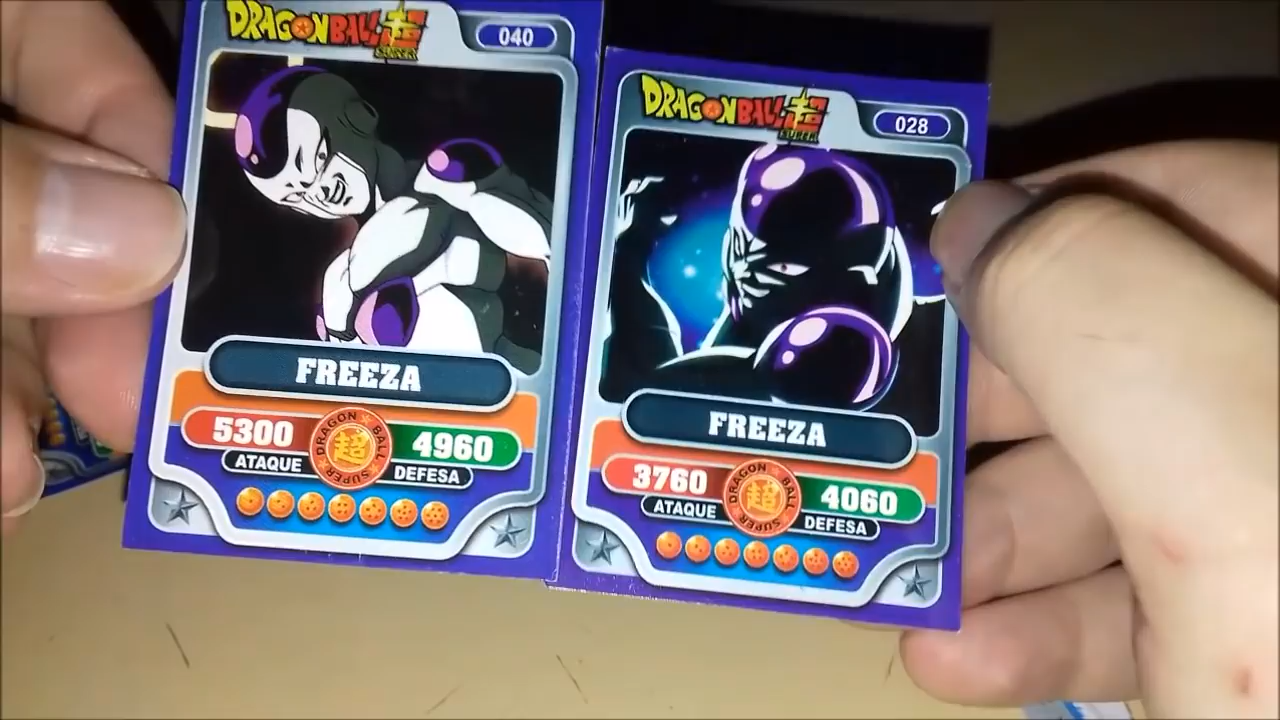 DRAGON BALL 超
SUPER
040
FREEZA
5300
4960
DRAGON BALL SUPER
超
ATAQUE
DEFESA
DRAGON BALL 超
SUPER
028
FREEZA
3760
4060
DRAGON BALL SUPER
超
ATAQUE
DEFESA